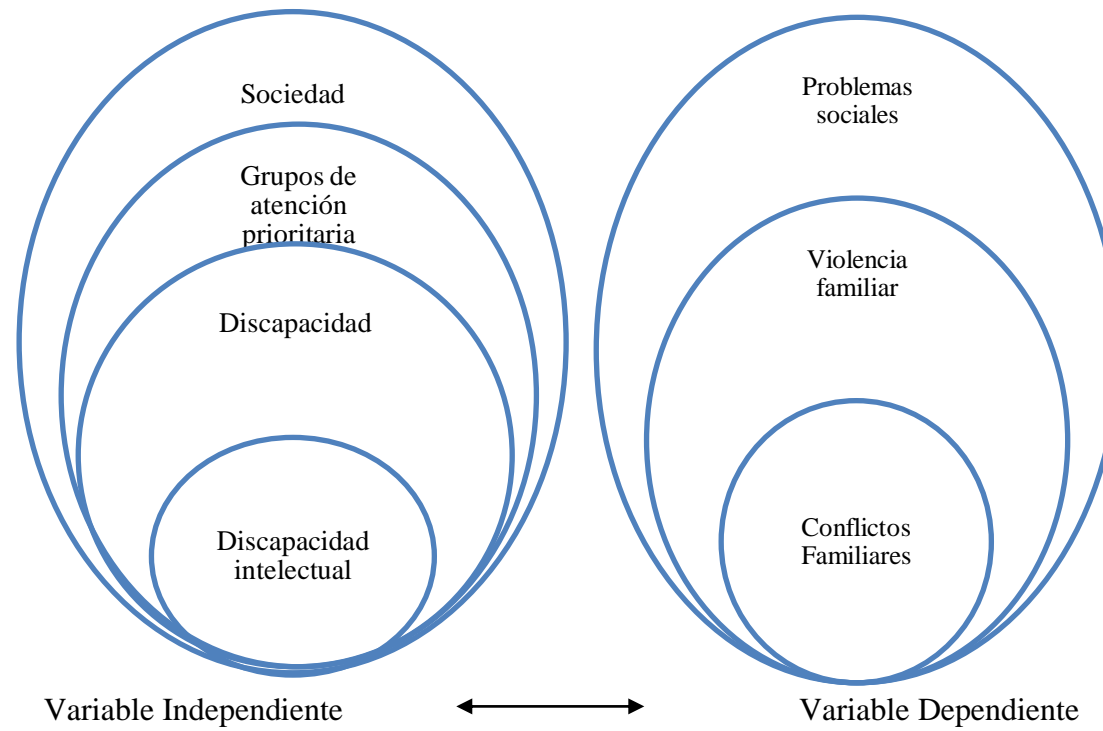 Sociedad
Grupos de
atención
prioritaria
Discapacidad
Discapacidad
intelectual
Problemas
sociales
Violencia
familiar
Conflictos
Familiares
Variable Independiente
Variable Dependiente